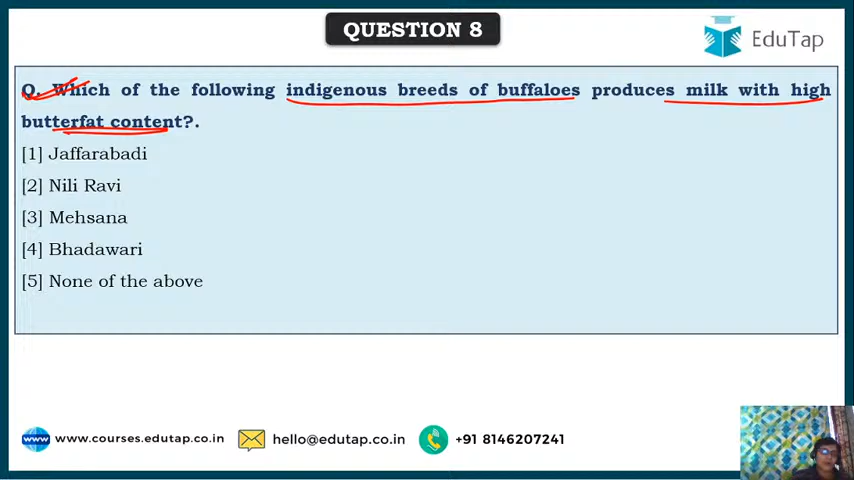 QUESTION 8
EduTap
Q. Which of the following indigenous breeds of buffaloes produces milk with high
butterfat content?.
[1] Jaffarabadi
[2] Nili Ravi
[3] Mehsana
[4] Bhadawari
[5] None of the above
www www.courses.edutap.co.in hello@edutap.co.in +91 8146207241